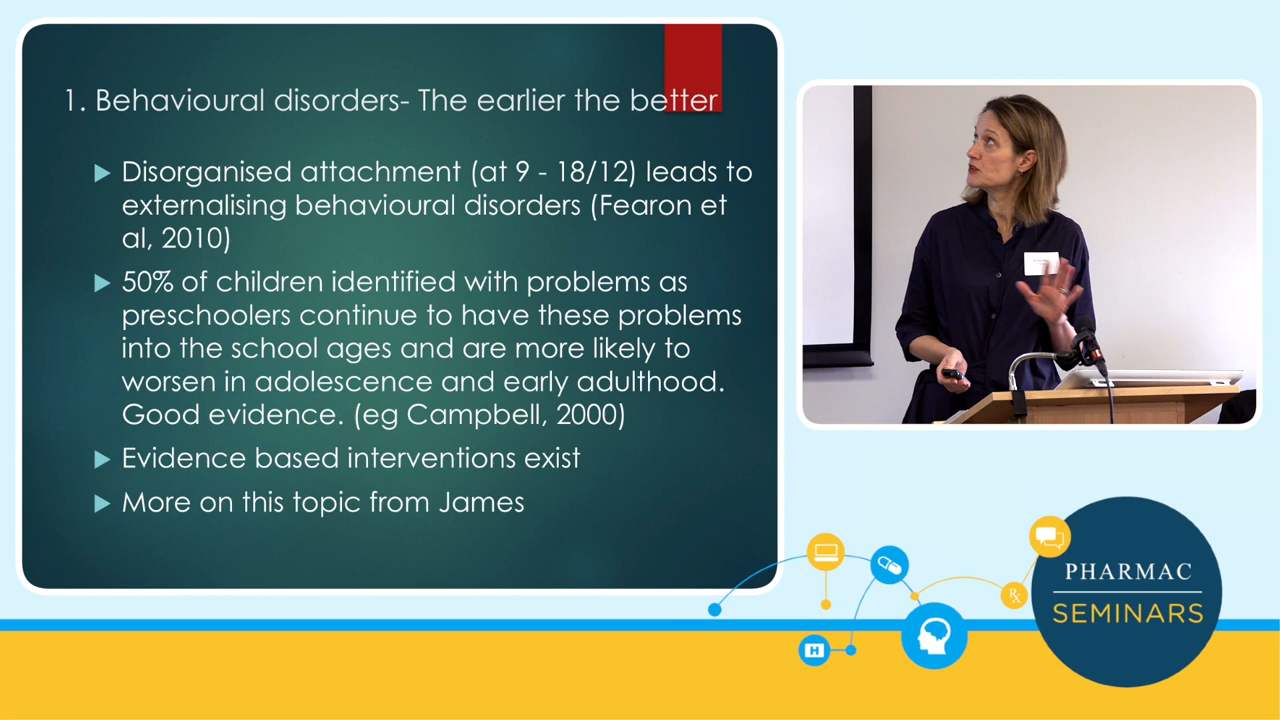 1. Behavioural disorders- The earlier the better
Disorganised attachment (at 9 - 18/12) leads to
externalising behavioural disorders (Fearon et
al, 2010)
50% of children identified with problems as
preschoolers continue to have these problems
into the school ages and are more likely to
worsen in adolescence and early adulthood.
Good evidence. (eg Campbell, 2000)
Evidence based interventions exist
More on this topic from James
PHARMAC
SEMINARS
Rx
H